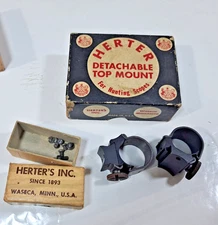 HERTER
DETACHABLE
TOP MOUNT
For Hunting Scopes
HERTER'S INC.
SINCE 1893
WASECA, MINN., U.S.A.